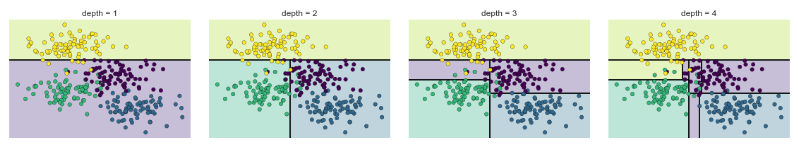 depth = 1
depth = 2
depth = 3
depth = 4